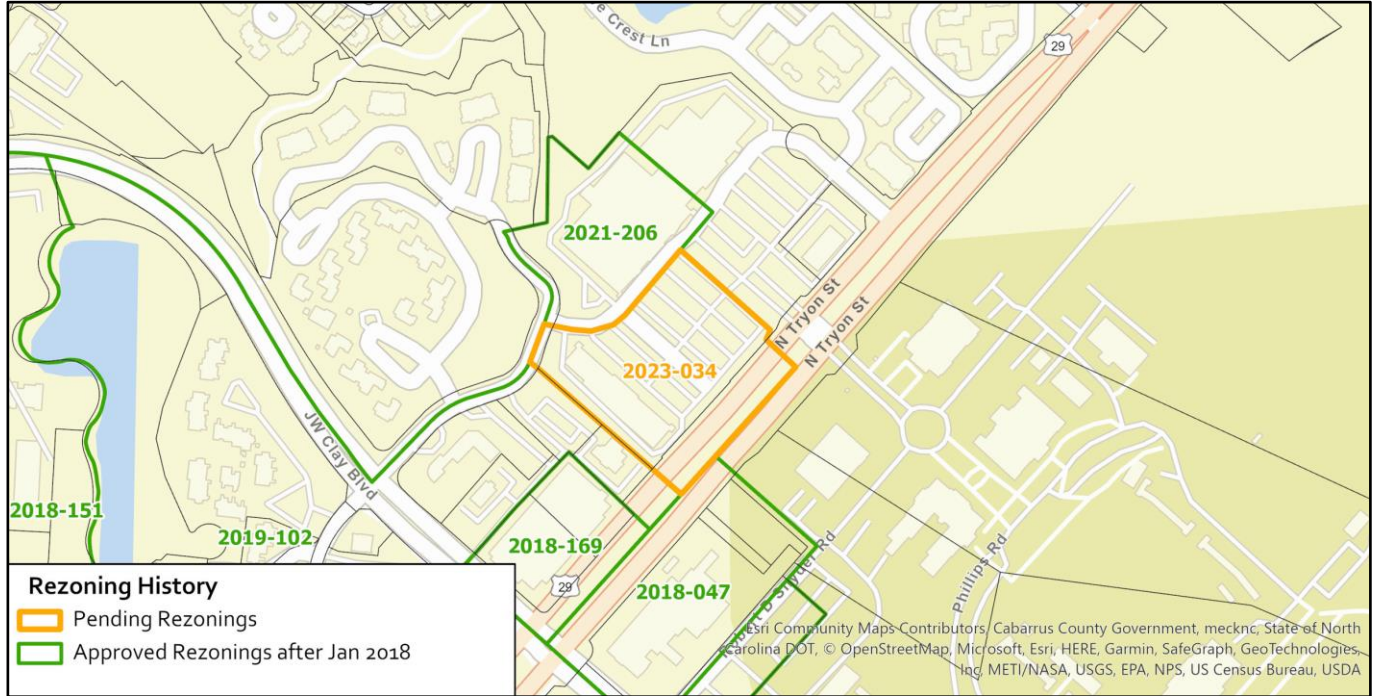 e Crest Ln
29
2021-206
N Tryon St
N Tryon St
2023-034
JW Clay Blvd
2018-151
2019-102
2018-169
29
2018-047
Robert D Snyder Rd
Phillips Rd
Rezoning History
Pending Rezonings
Approved Rezonings after Jan 2018
Esri Community Maps Contributors, Cabarrus County Government, mecknc, State of North
Carolina DOT, © OpenStreetMap, Microsoft, Esri, HERE, Garmin, SafeGraph, GeoTechnologies,
Inc, METI/NASA, USGS, EPA, NPS, US Census Bureau, USDA